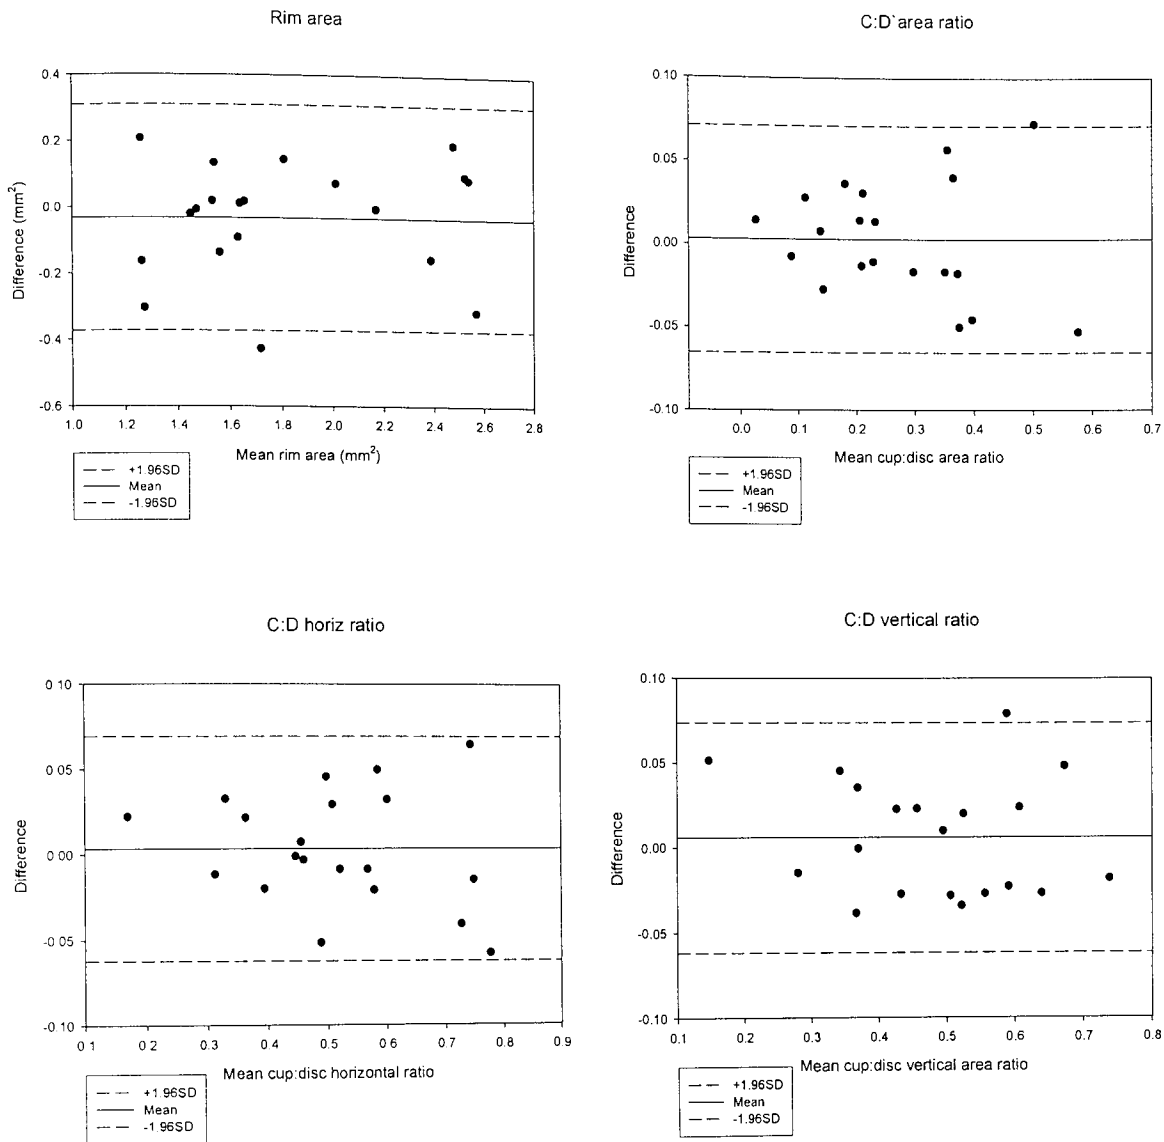 Rim area
0.4
0.2
0.0
-0.2
-0.4
-0.6
Difference (mm²)
1.0 1.2 1.4 1.6 1.8 2.0 2.2 2.4 2.6 2.8
Mean rim area (mm²)
+1.96SD
Mean
-1.96SD
C:D`area ratio
0.10
0.05
0.00
-0.05
-0.10
Difference
0.0 0.1 0.2 0.3 0.4 0.5 0.6 0.7
Mean cup:disc area ratio
+1.96SD
Mean
-1.96SD
C:D horiz ratio
0.10
0.05
0.00
-0.05
-0.10
Difference
0 1 0.2 0.3 0.4 0.5 0.6 0.7 0.8 0.9
Mean cup:disc horizontal ratio
+1.96SD
Mean
-1.96SD
C:D vertical ratio
0.10
0.05
0.00
-0.05
-0.10
Difference
0.1 0.2 0.3 0.4 0.5 0.6 0.7 0.8
Mean cup:disc vertical area ratio
+1.96SD
Mean
-1.96SD